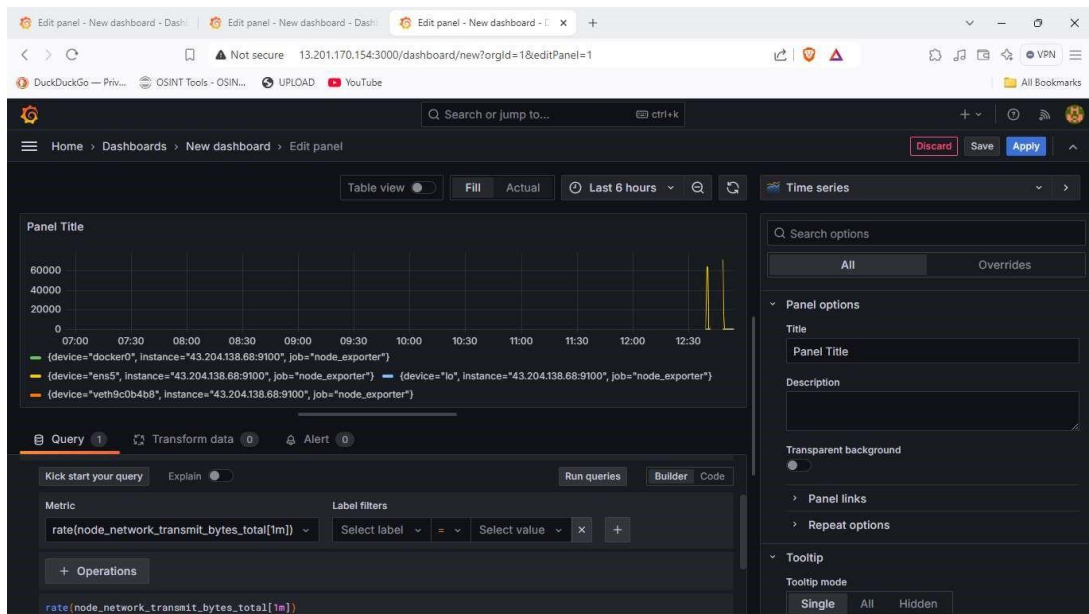 Edit panel - New dashboard - Dash
Edit panel - New dashboard - Dash
Edit panel - New dashboard - D
Not secure 13.201.170.154:3000/dashboard/new?orgId=1&editPanel=1
VPN
DuckDuckGo — Priv... OSINT Tools - OSIN... UPLOAD YouTube
All Bookmarks
Search or jump to... ctrl+k
Home › Dashboards › New dashboard › Edit panel
Discard Save Apply
Table view Fill Actual Last 6 hours
Time series
Panel Title
60000
40000
20000
0
07:00 07:30 08:00 08:30 09:00 09:30 10:00 10:30 11:00 11:30 12:00 12:30
{device="docker0", instance="43.204.138.68:9100", job="node_exporter"}
{device="ens5", instance="43.204.138.68:9100", job="node_exporter"} {device="lo", instance="43.204.138.68:9100", job="node_exporter"}
{device="veth9c0b4b8", instance="43.204.138.68:9100", job="node_exporter"}
Query 1 Transform data 0 Alert 0
Kick start your query Explain Run queries Builder Code
Metric Label filters
rate(node_network_transmit_bytes_total[1m]) Select label = Select value × +
+ Operations
rate(node_network_transmit_bytes_total[1m])
Search options
All Overrides
Panel options
Title
Panel Title
Description
Transparent background
Panel links
Repeat options
Tooltip
Tooltip mode
Single All Hidden